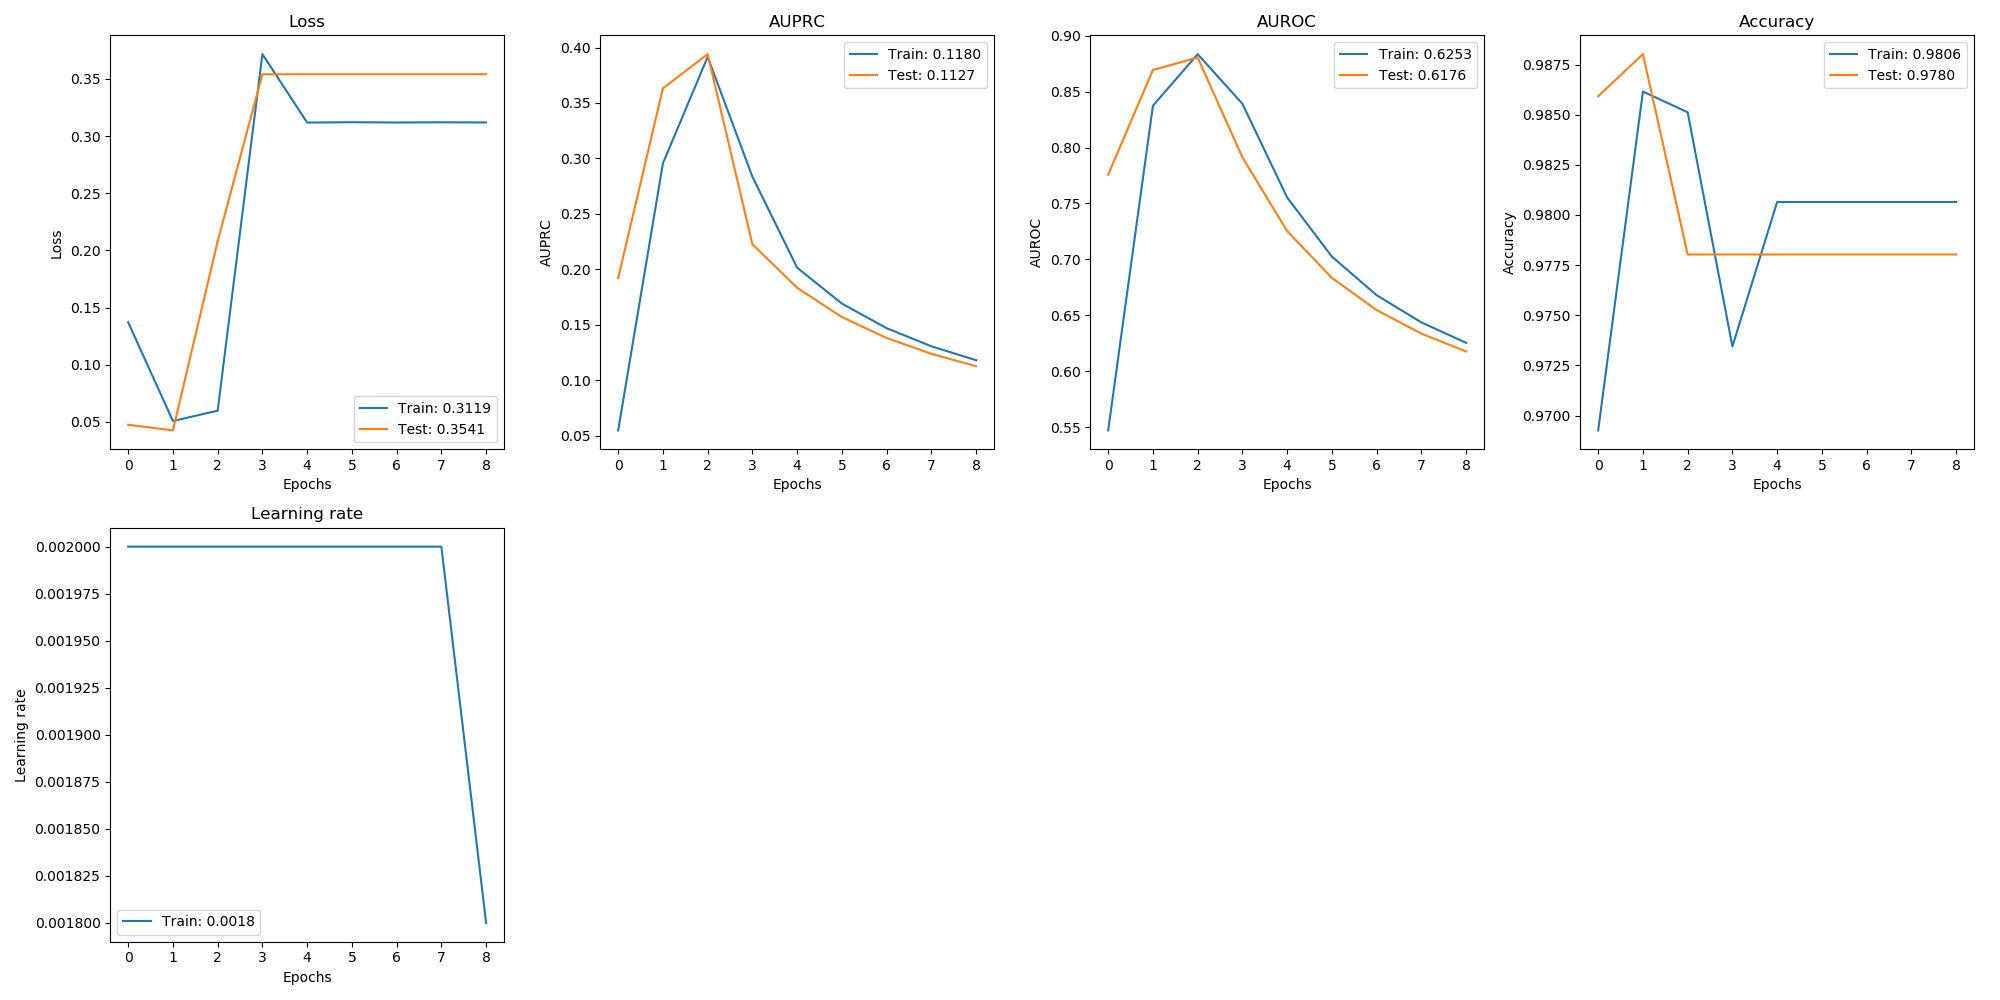 Loss
0.35
0.30
0.25
0.20
0.15
0.10
0.05
Loss
Train: 0.3119
Test: 0.3541
0 1 2 3 4 5 6 7 8
Epochs
AUPRC
0.40
0.35
0.30
0.25
0.20
0.15
0.10
0.05
AUPRC
Train: 0.1180
Test: 0.1127
0 1 2 3 4 5 6 7 8
Epochs
AUROC
0.90
0.85
0.80
0.75
0.70
0.65
0.60
0.55
AUROC
Train: 0.6253
Test: 0.6176
0 1 2 3 4 5 6 7 8
Epochs
Accuracy
0.9875
0.9850
0.9825
0.9800
0.9775
0.9750
0.9725
0.9700
Accuracy
Train: 0.9806
Test: 0.9780
0 1 2 3 4 5 6 7 8
Epochs
Learning rate
0.002000
0.001975
0.001950
0.001925
0.001900
0.001875
0.001850
0.001825
0.001800
Learning rate
Train: 0.0018
0 1 2 3 4 5 6 7 8
Epochs